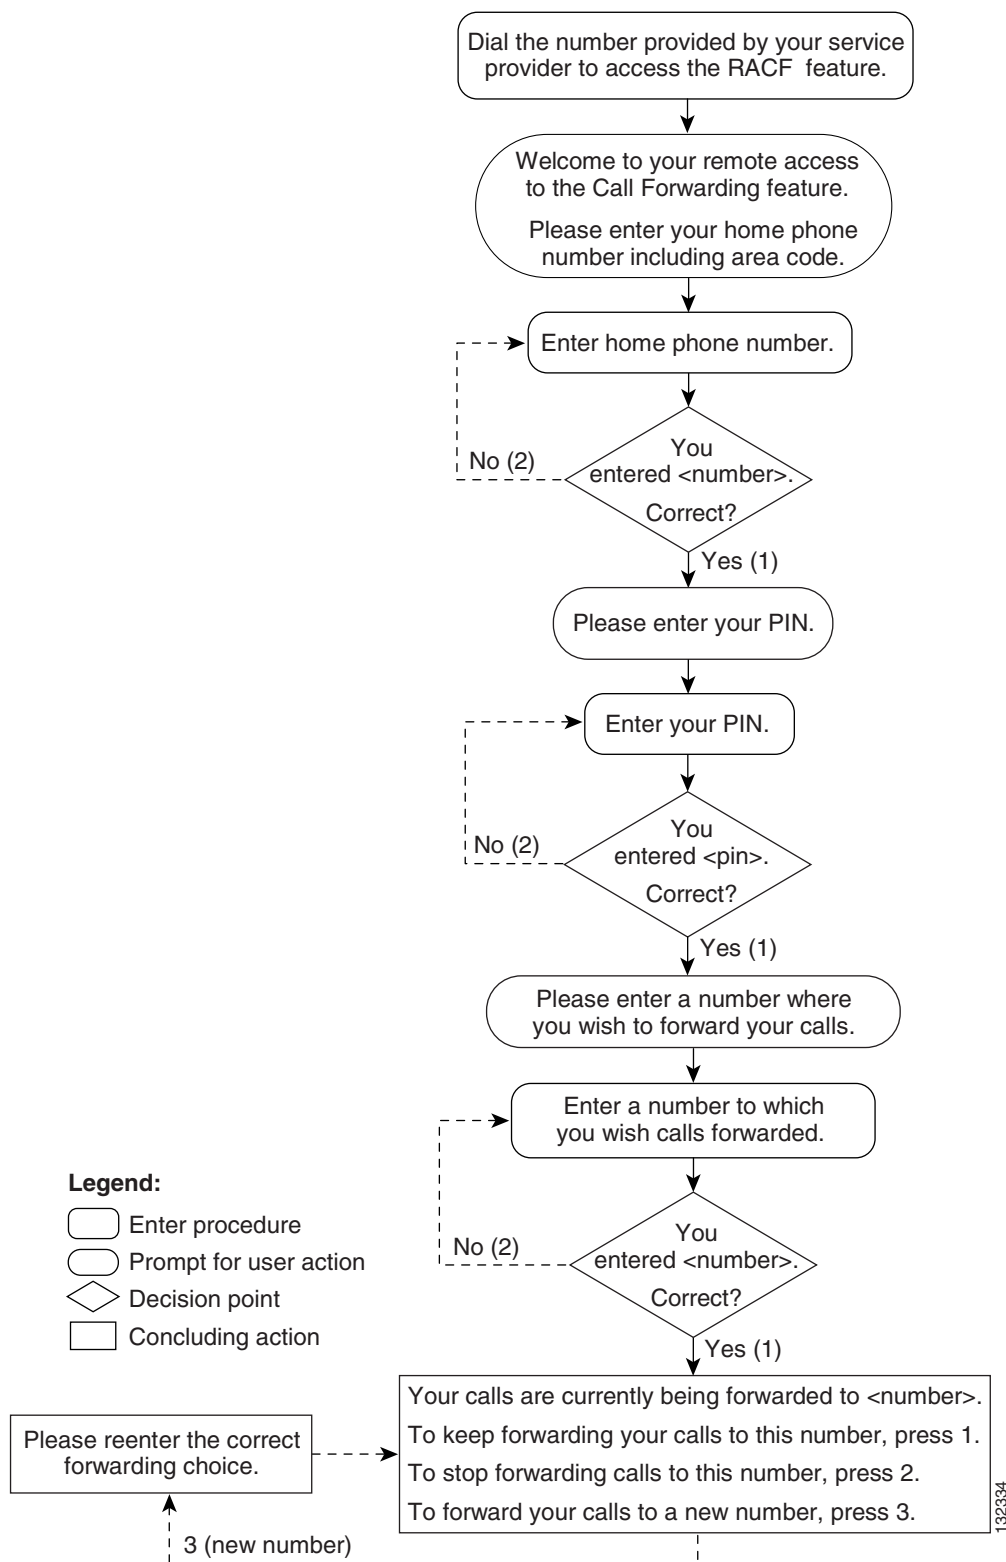 Dial the number provided by your service
provider to access the RACF feature.
Welcome to your remote access
to the Call Forwarding feature.
Please enter your home phone
number including area code.
Enter home phone number.
You
entered <number>.
Correct?
No (2)
Yes (1)
Please enter your PIN.
Enter your PIN.
You
entered <pin>.
Correct?
No (2)
Yes (1)
Please enter a number where
you wish to forward your calls.
Enter a number to which
you wish calls forwarded.
You
entered <number>.
Correct?
No (2)
Yes (1)
Legend:
Enter procedure
Prompt for user action
Decision point
Concluding action
Your calls are currently being forwarded to <number>.
To keep forwarding your calls to this number, press 1.
To stop forwarding calls to this number, press 2.
To forward your calls to a new number, press 3.
Please reenter the correct
forwarding choice.
3 (new number)
132334